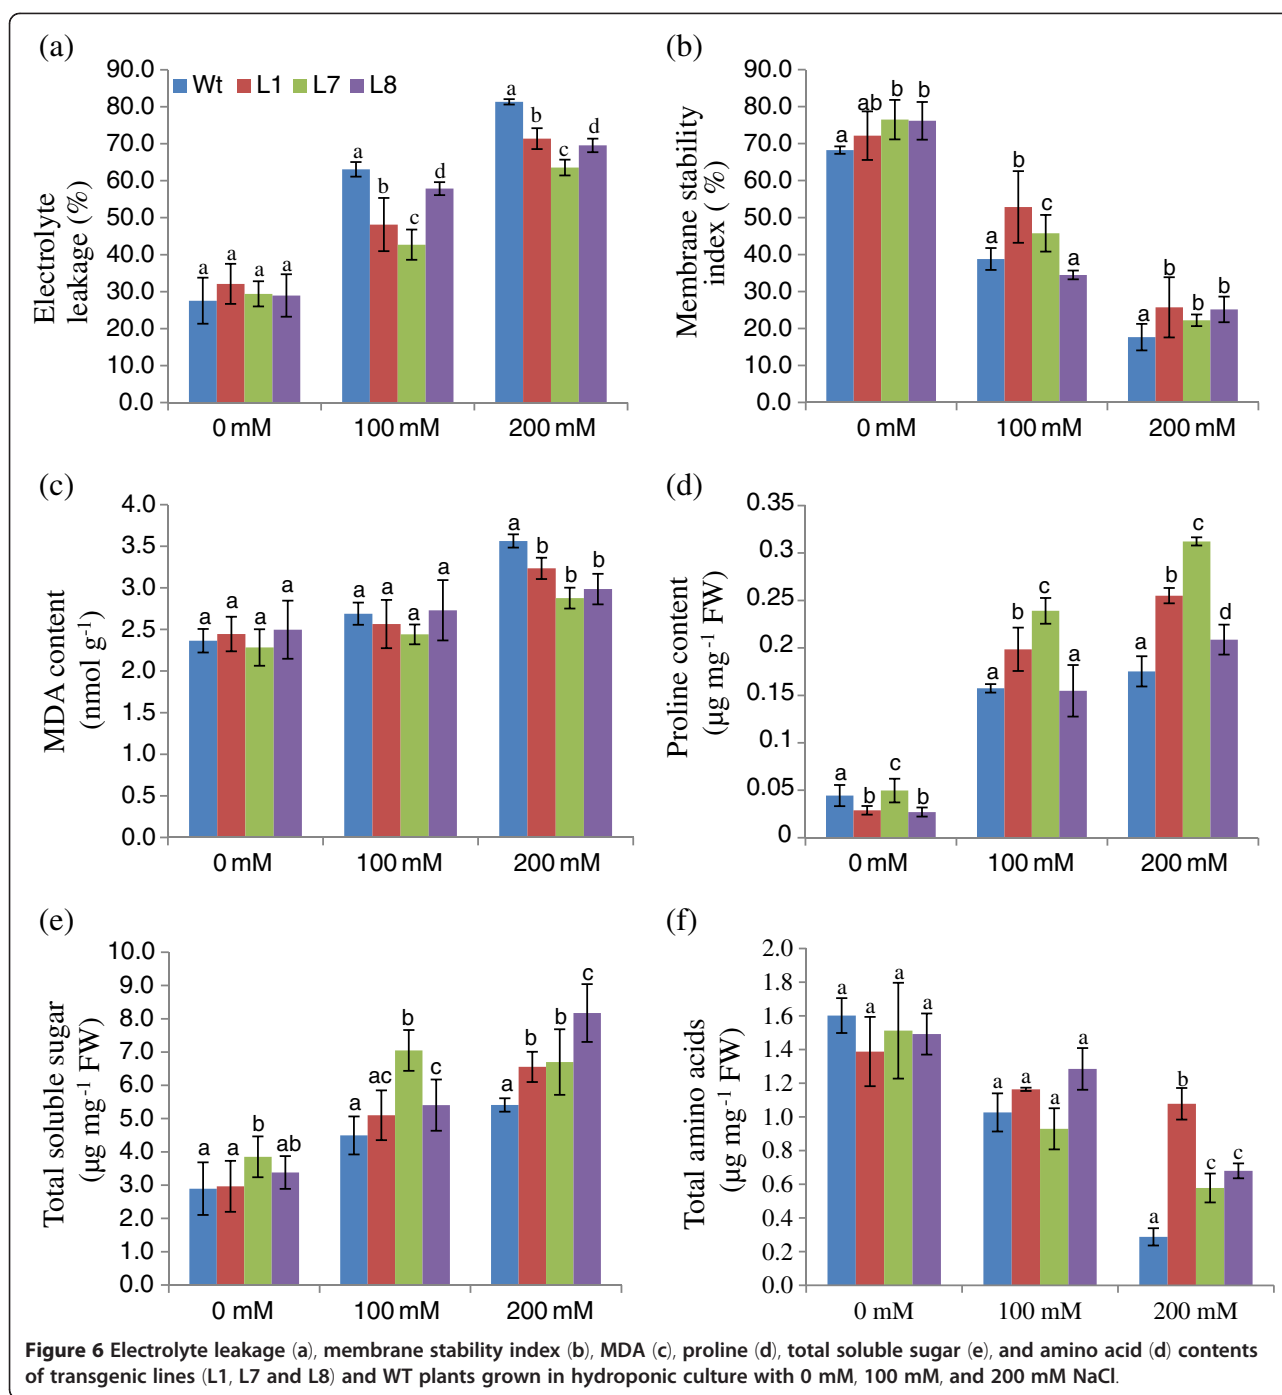 (a)
Electrolyte
leakage (%)
90.0
80.0
70.0
60.0
50.0
40.0
30.0
20.0
10.0
0.0
Wt L1 L7 L8
a a a a
a b c d
a b c d
0 mM 100 mM 200 mM
(b)
Membrane stability
index ( %)
90.0
80.0
70.0
60.0
50.0
40.0
30.0
20.0
10.0
0.0
a ab b b
a b c a
a b b b
0 mM 100 mM 200 mM
(c)
MDA content
(nmol g-1)
4.0
3.5
3.0
2.5
2.0
1.5
1.0
0.5
0.0
a a a a
a a a a
a b b b
0 mM 100 mM 200 mM
(d)
Proline content
(µg mg-1 FW)
0.35
0.3
0.25
0.2
0.15
0.1
0.05
0
a b c b
a b c a
a b c d
0 mM 100 mM 200 mM
(e)
Total soluble sugar
(µg mg-1 FW)
10.0
9.0
8.0
7.0
6.0
5.0
4.0
3.0
2.0
1.0
0.0
a a b ab
a ac b c
a b b c
0 mM 100 mM 200 mM
(f)
Total amino acids
(µg mg-1 FW)
2.0
1.8
1.6
1.4
1.2
1.0
0.8
0.6
0.4
0.2
0.0
a a a a
a a a a
a b c c
0 mM 100 mM 200 mM
Figure 6 Electrolyte leakage (a), membrane stability index (b), MDA (c), proline (d), total soluble sugar (e), and amino acid (d) contents
of transgenic lines (L1, L7 and L8) and WT plants grown in hydroponic culture with 0 mM, 100 mM, and 200 mM NaCl.